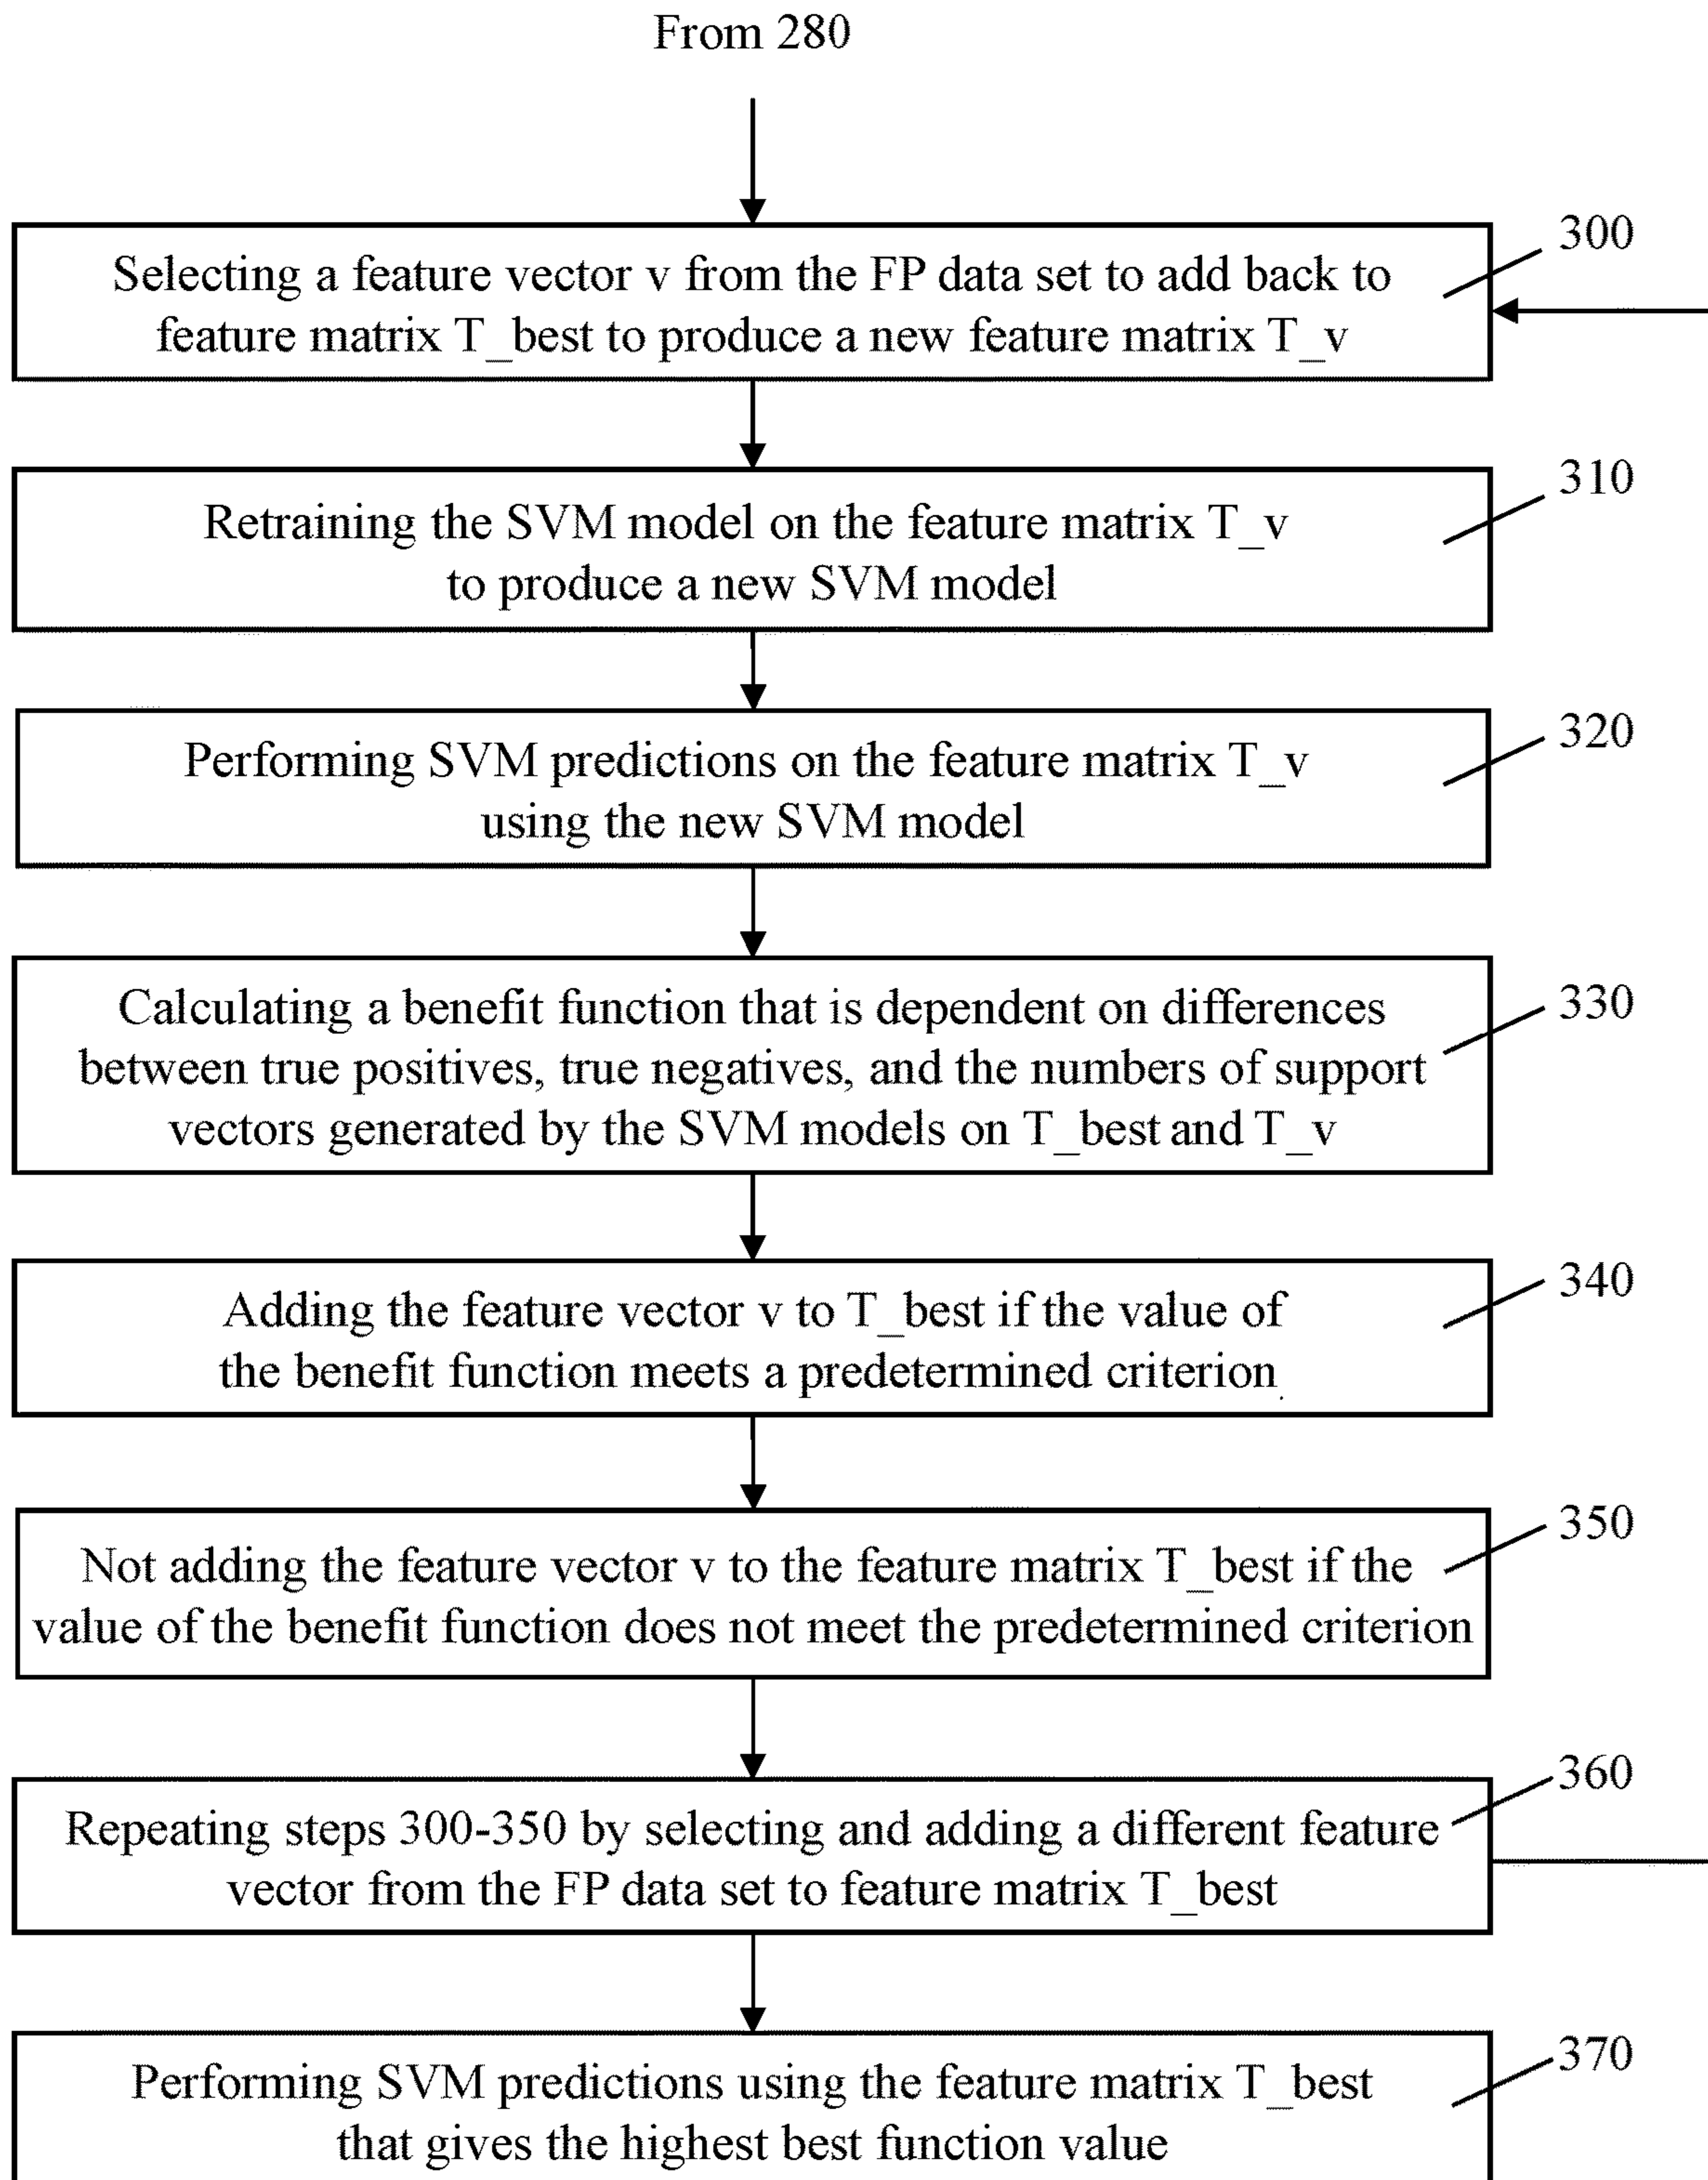 From 280
300
Selecting a feature vector v from the FP data set to add back to
feature matrix T_best to produce a new feature matrix T_v
310
Retraining the SVM model on the feature matrix T_v
to produce a new SVM model
320
Performing SVM predictions on the feature matrix T_v
using the new SVM model
330
Calculating a benefit function that is dependent on differences
between true positives, true negatives, and the numbers of support
vectors generated by the SVM models on T_best and T_v
340
Adding the feature vector v to T_best if the value of
the benefit function meets a predetermined criterion
350
Not adding the feature vector v to the feature matrix T_best if the
value of the benefit function does not meet the predetermined criterion
360
Repeating steps 300-350 by selecting and adding a different feature
vector from the FP data set to feature matrix T_best
370
Performing SVM predictions using the feature matrix T_best
that gives the highest best function value